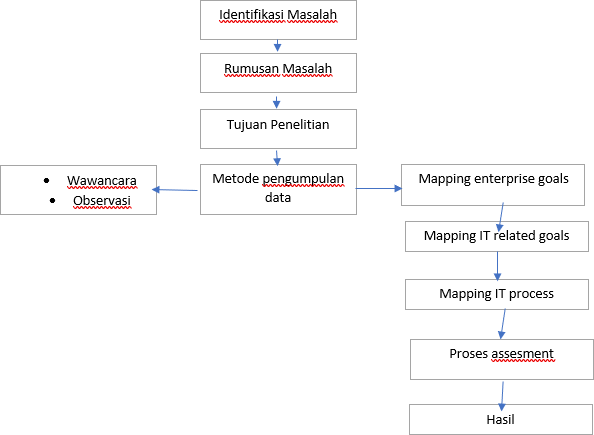 Identifikasi Masalah
Rumusan Masalah
Tujuan Penelitian
Metode pengumpulan
data
• Wawancara
• Observasi
Mapping enterprise goals
Mapping IT related goals
Mapping IT process
Proses assesment
Hasil